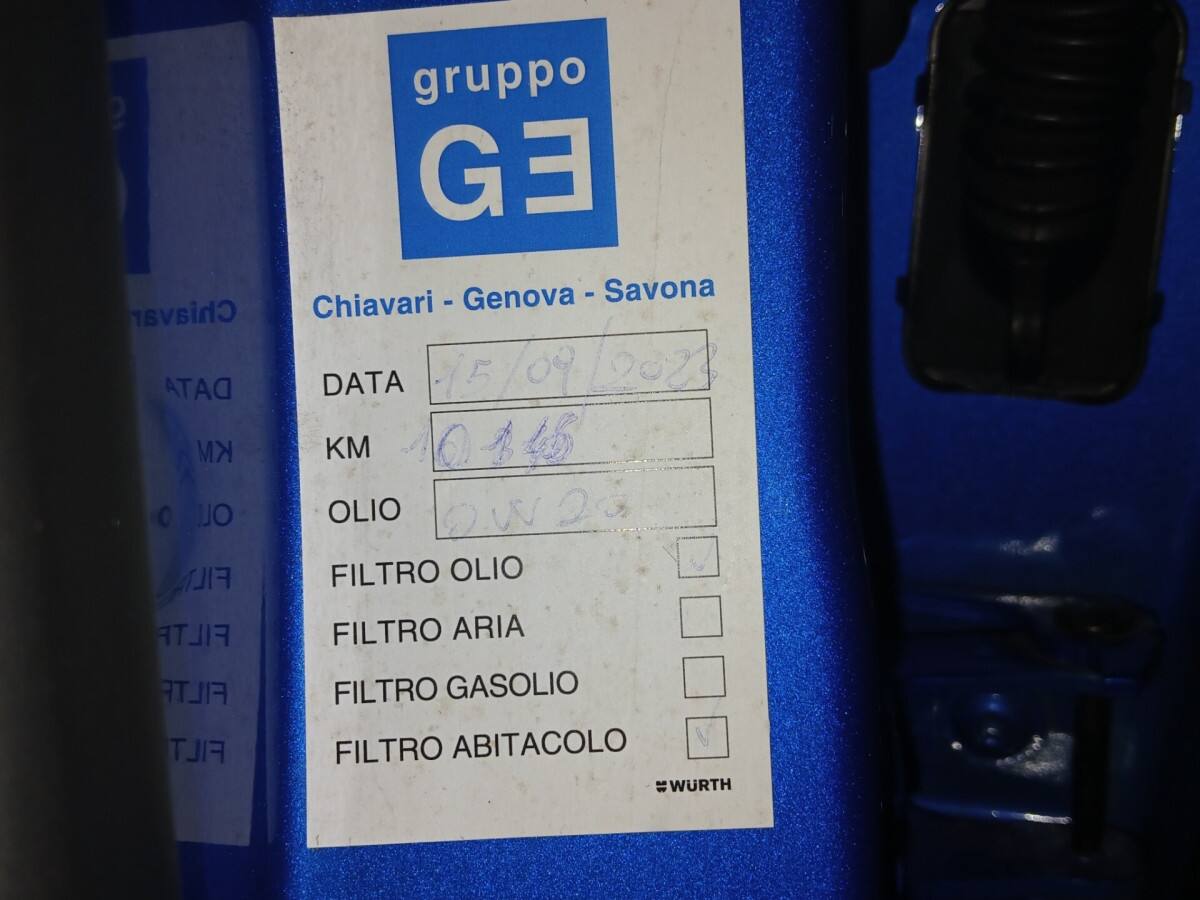 gruppo
GE
Chiavari - Genova - Savona
DATA 15/09/2023
KM
OLIO 0W20
FILTRO OLIO ✓
FILTRO ARIA
FILTRO GASOLIO
FILTRO ABITACOLO ✓
WÜRTH